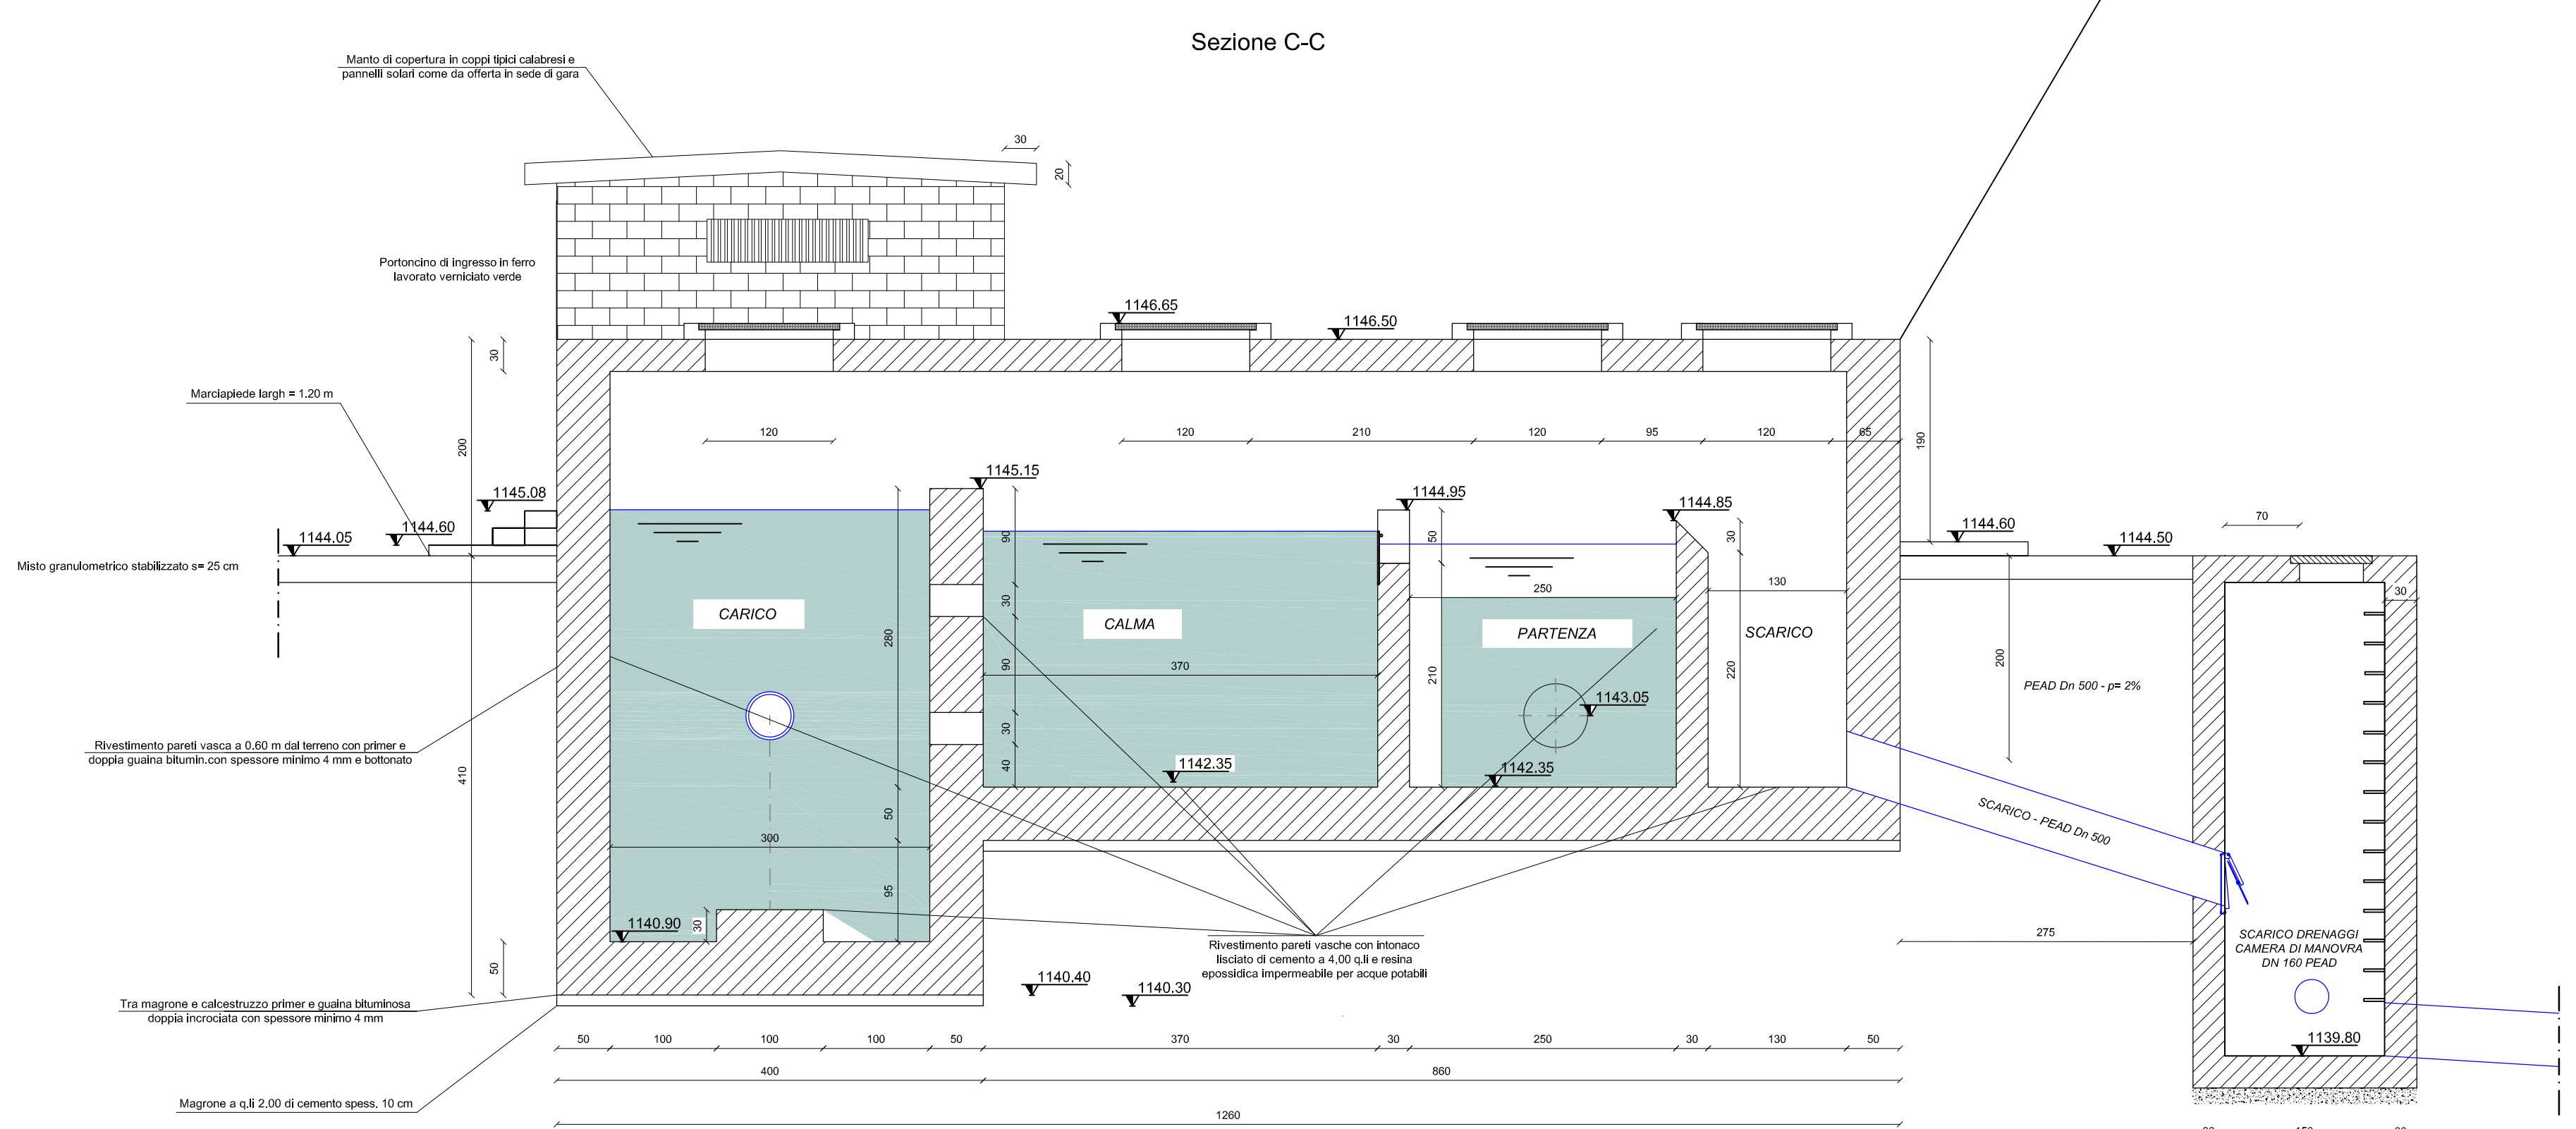 Sezione C-C
Manto di copertura in coppi tipici calabresi e
pannelli solari come da offerta in sede di gara
30
20
Portoncino di ingresso in ferro
lavorato verniciato verde
1146.65
1146.50
30
Marciapiede largh = 1.20 m
200
190
120
120
210
120
95
120
65
1145.15
1145.08
1144.95
1144.85
1144.60
1144.05
1144.60
1144.50
70
Misto granulometrico stabilizzato s= 25 cm
90
50
30
30
250
130
30
CARICO
CALMA
PARTENZA
SCARICO
280
90
370
210
220
200
PEAD Dn 500 - p= 2%
1143.05
30
Rivestimento pareti vasca a 0.60 m dal terreno con primer e
doppia guaina bitumin.con spessore minimo 4 mm e bottonato
410
40
1142.35
1142.35
50
SCARICO - PEAD Dn 500
300
95
30
1140.90
50
Rivestimento pareti vasche con intonaco
lisciato di cemento a 4,00 q.li e resina
epossidica impermeabile per acque potabili
275
SCARICO DRENAGGI
CAMERA DI MANOVRA
DN 160 PEAD
1140.40
1140.30
Tra magrone e calcestruzzo primer e guaina bituminosa
doppia incrociata con spessore minimo 4 mm
1139.80
50
100
100
100
50
370
30
250
30
130
50
400
860
Magrone a q.li 2,00 di cemento spess. 10 cm
1260